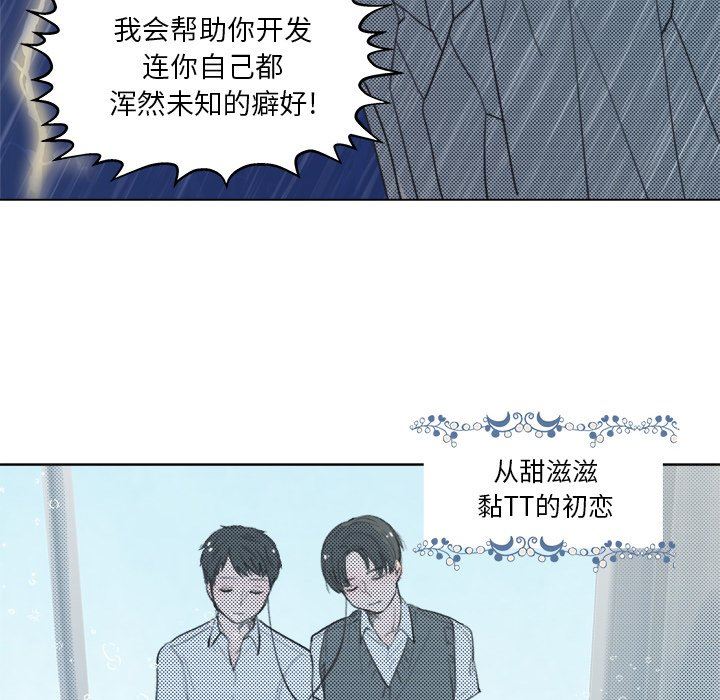 我会帮助你开发
连你自己都
浑然未知的癖好!
从甜滋滋
黏TT的初恋